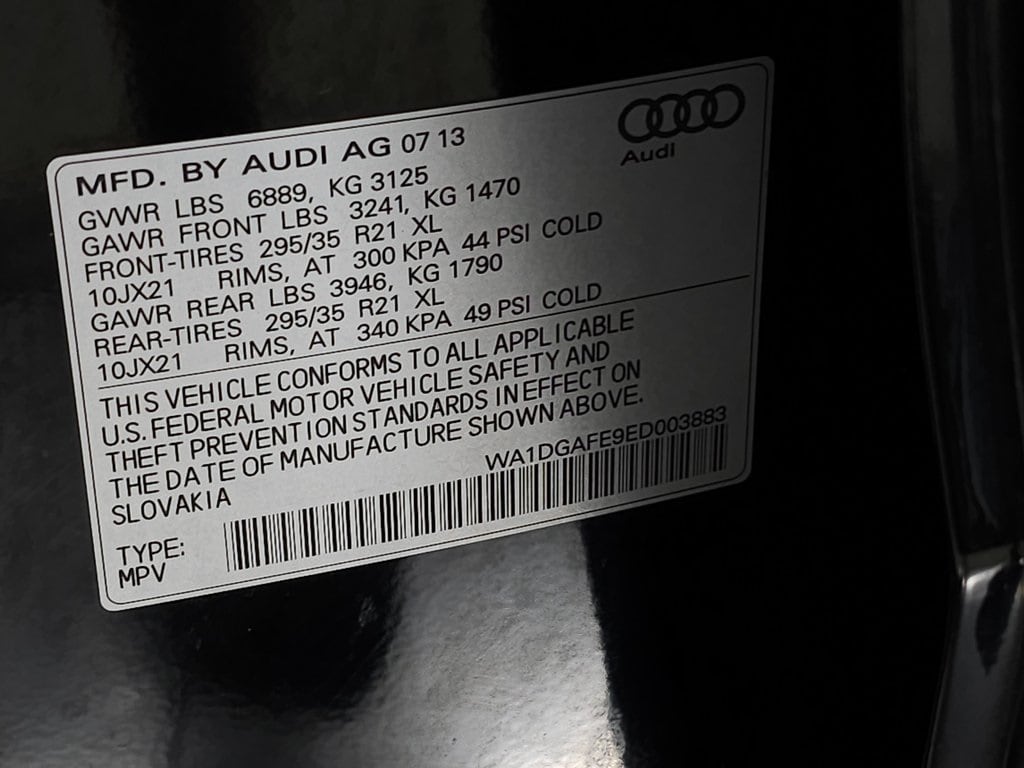 Audi
MFD. BY AUDI AG 07 13
GVWR LBS 6889, KG 3125
GAWR FRONT LBS 3241, KG 1470
FRONT-TIRES 295/35 R21 XL
10JX21 RIMS, AT 300 KPA 44 PSI COLD
GAWR REAR LBS 3946, KG 1790
REAR-TIRES 295/35 R21 XL
10JX21 RIMS, AT 340 KPA 49 PSI COLD
THIS VEHICLE CONFORMS TO ALL APPLICABLE
U.S. FEDERAL MOTOR VEHICLE SAFETY AND
THEFT PREVENTION STANDARDS IN EFFECT ON
THE DATE OF MANUFACTURE SHOWN ABOVE.
SLOVAKIA
WA1DGAFE9ED003883
TYPE:
MPV